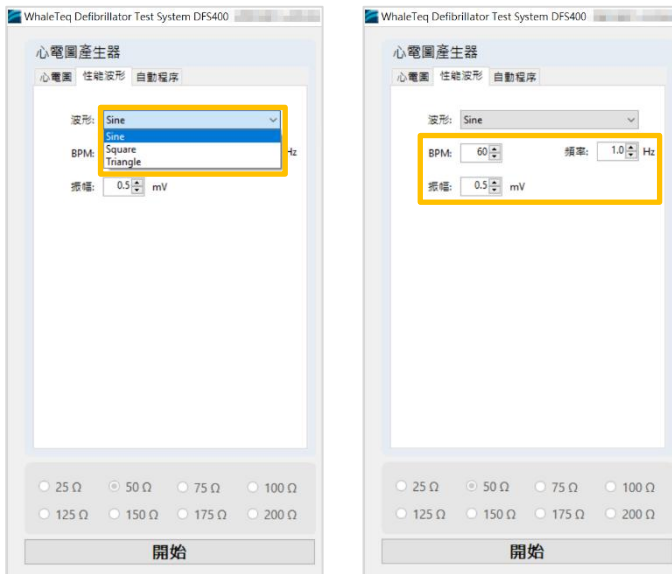 WhaleTeq Defibrillator Test System DFS400
心電圖產生器
心電圖 性能波形 自動程序
波形: Sine
Sine
Square
Triangle
BPM: Hz
振幅: 0.5 mV
25 Ω 50 Ω 75 Ω 100 Ω
125 Ω 150 Ω 175 Ω 200 Ω
開始
WhaleTeq Defibrillator Test System DFS400
心電圖產生器
心電圖 性能波形 自動程序
波形: Sine
BPM: 60 頻率: 1.0 Hz
振幅: 0.5 mV
25 Ω 50 Ω 75 Ω 100 Ω
125 Ω 150 Ω 175 Ω 200 Ω
開始